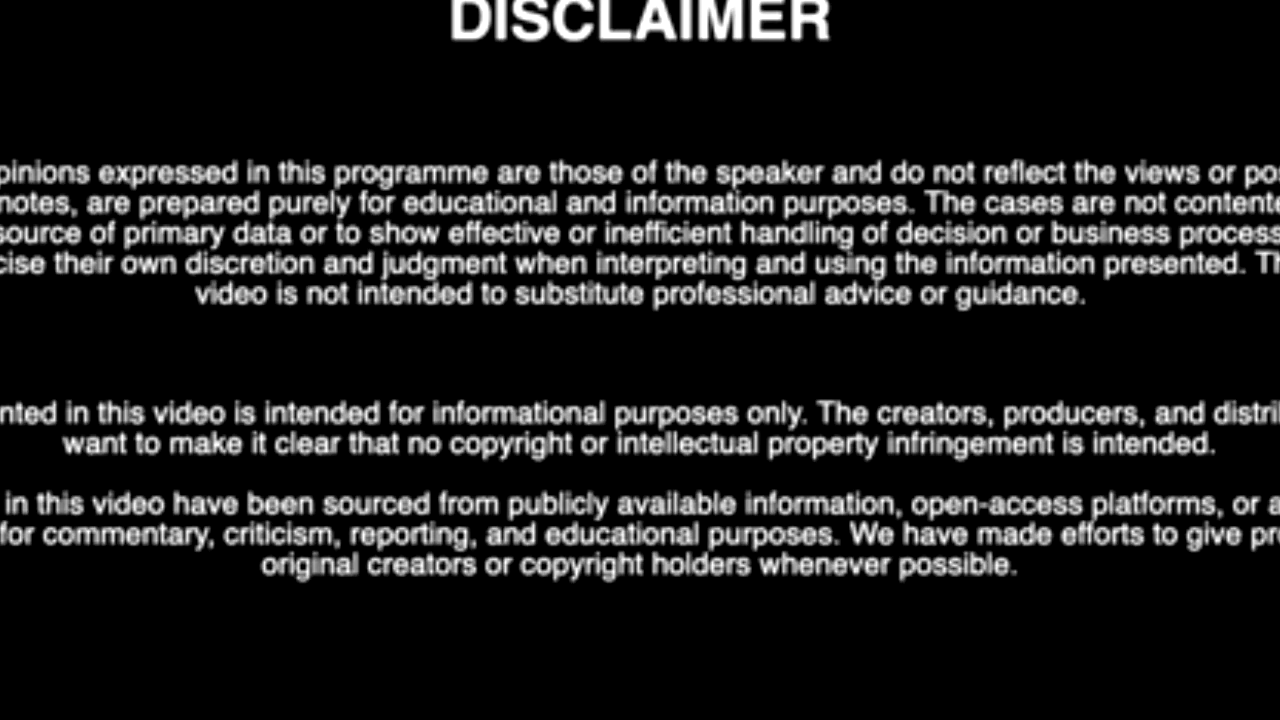 DISCLAIMER
pinions expressed in this programme are those of the speaker and do not reflect the views or pos
notes, are prepared purely for educational and information purposes. The cases are not contente
source of primary data or to show effective or inefficient handling of decision or business process
cise their own discretion and judgment when interpreting and using the information presented. Th
video is not intended to substitute professional advice or guidance.
nted in this video is intended for informational purposes only. The creators, producers, and distri
want to make it clear that no copyright or intellectual property infringement is intended.
in this video have been sourced from publicly available information, open-access platforms, or a
for commentary, criticism, reporting, and educational purposes. We have made efforts to give pr
original creators or copyright holders whenever possible.